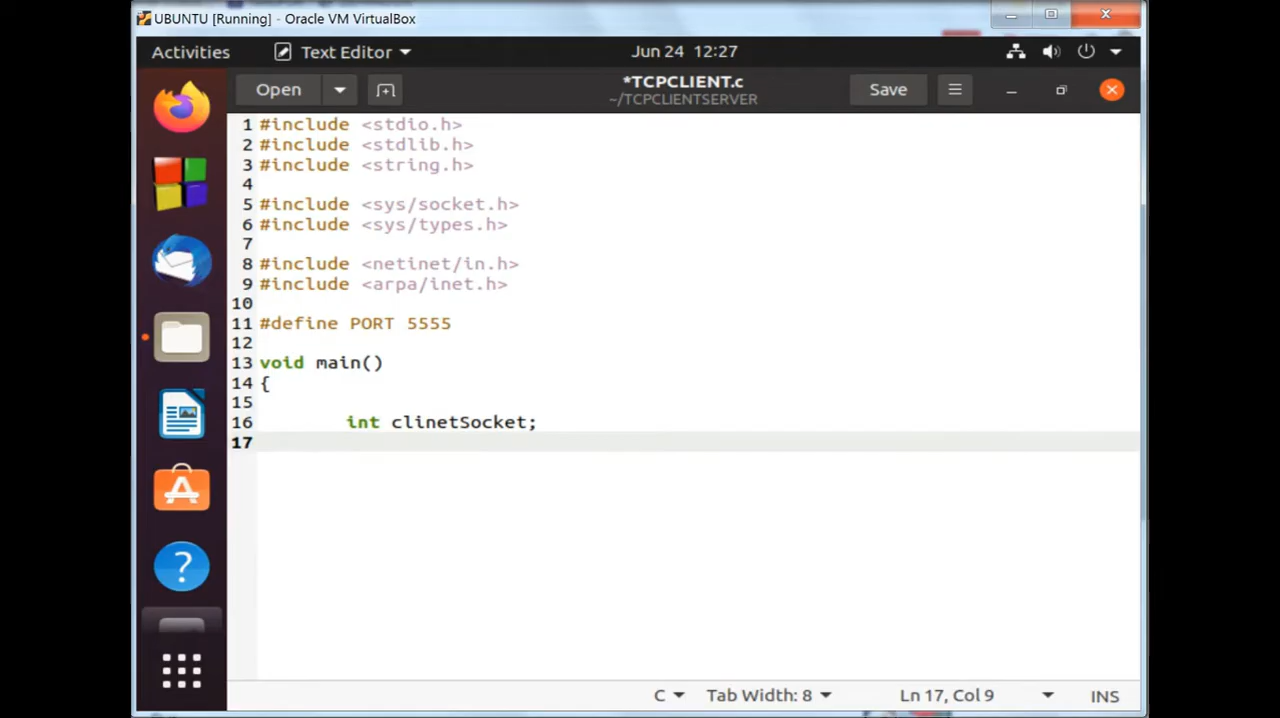 UBUNTU [Running] - Oracle VM VirtualBox
Activities Text Editor Jun 24 12:27
Open *TCPCLIENT.c Save
~/TCPCLIENTSERVER
1 #include <stdio.h>
2 #include <stdlib.h>
3 #include <string.h>
4
5 #include <sys/socket.h>
6 #include <sys/types.h>
7
8 #include <netinet/in.h>
9 #include <arpa/inet.h>
10
11 #define PORT 5555
12
13 void main()
14 {
15
16 int clinetSocket;
17
C Tab Width: 8 Ln 17, Col 9 INS